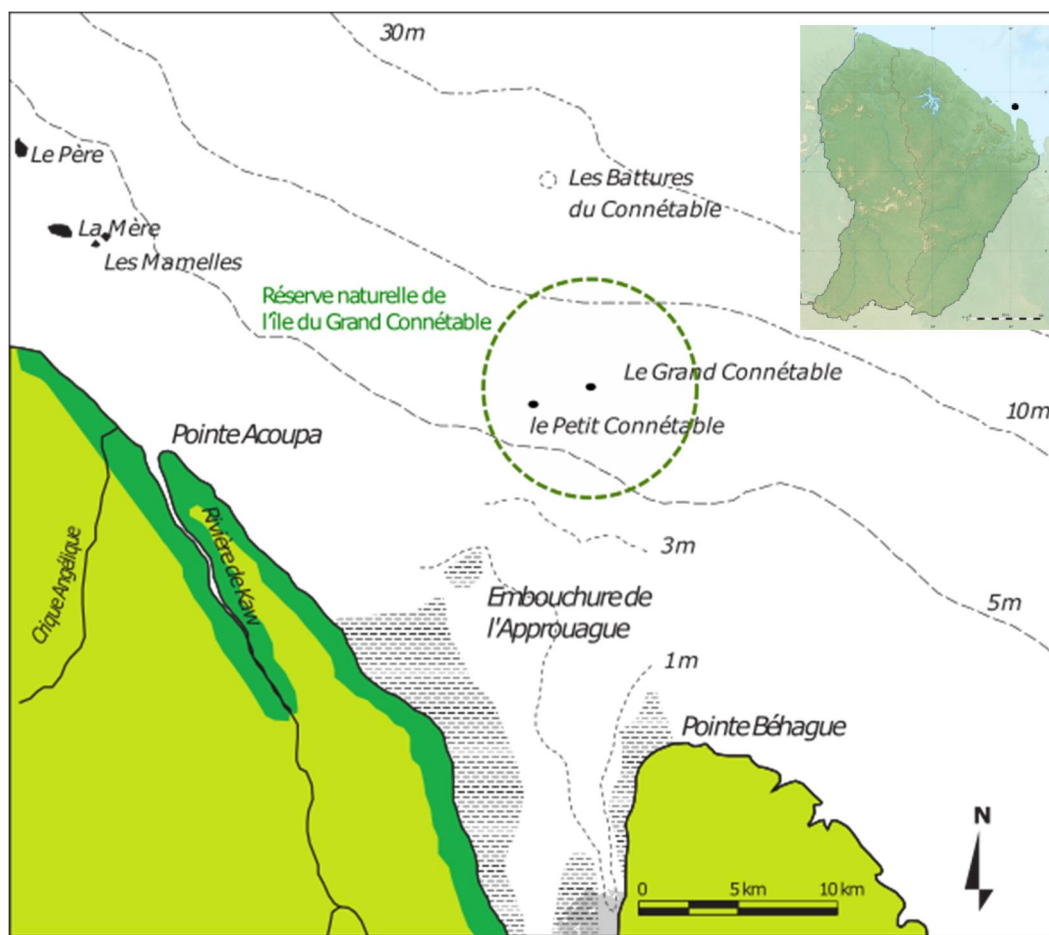 30m
Le Père
Les Battures
du Connétable
La Mère
Les Mamelles
Réserve naturelle de
l'île du Grand Connétable
Le Grand Connétable
le Petit Connétable
10m
Pointe Acoupa
Rivière de Kaw
Crique Angélique
3m
5m
Embouchure de
l'Approuague
1m
Pointe Béhague
N
0 5 km 10 km